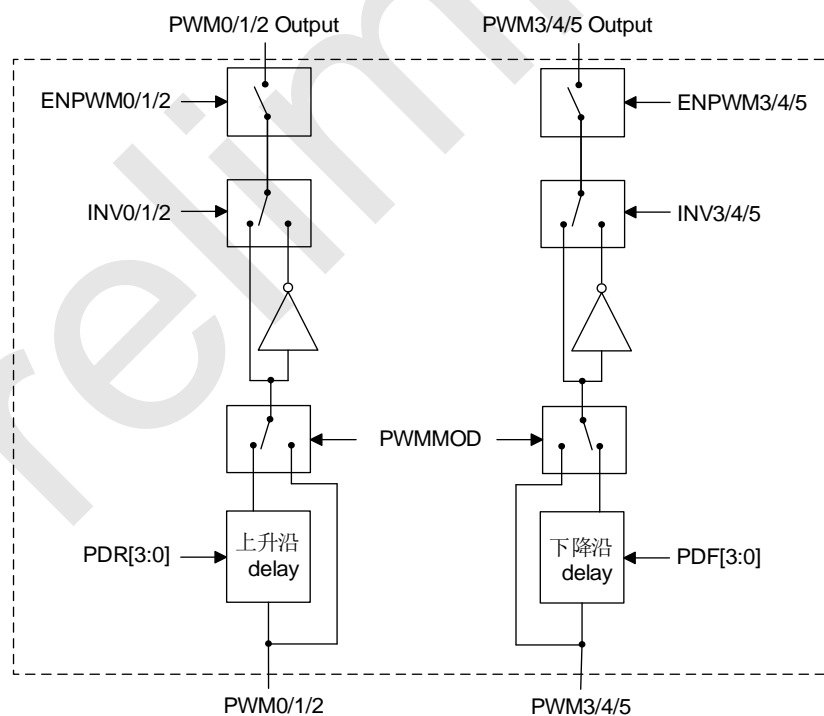 PWM0/1/2 Output
PWM3/4/5 Output
ENPWM0/1/2
ENPWM3/4/5
INV0/1/2
INV3/4/5
PWMMOD
PDR[3:0]
上升沿
delay
下降沿
delay
PDF[3:0]
PWM0/1/2
PWM3/4/5
relim